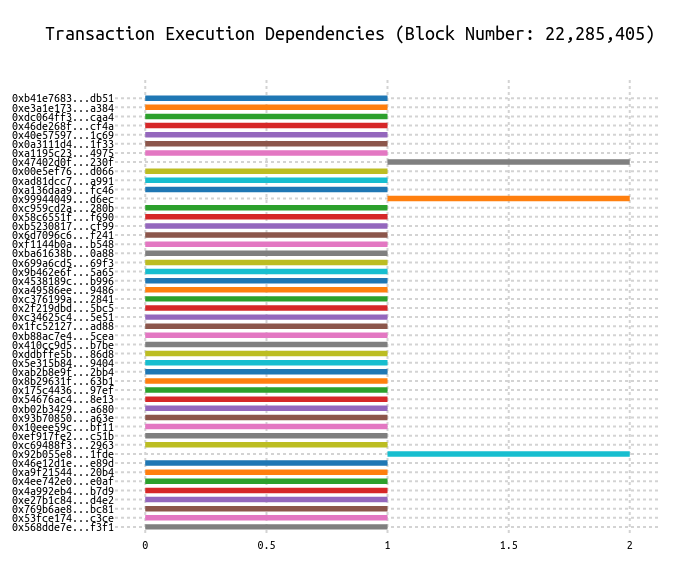 Transaction Execution Dependencies (Block Number: 22,285,405)
0xb41e7683...db51
0xe3a1e173...a384
0xdc064ff3...caa4
0x46de268f...cf4a
0x40e57597...1c69
0x0a3111d4...1f33
0xa1195c23...4975
0x47402d0f...230f
0x00e5ef76...d066
0xad81dcc7...a991
0xa136daa9...fc46
0x99944049...d6ec
0xc959cd2a...280b
0x58c6551f...f690
0xb5230817...cf99
0x6d7096c6...f241
0xf1144b0a...b548
0xba61638b...0a88
0x699a6cd5...69f3
0x9b462e6f...5a65
0x4538189c...b996
0xa49586ee...9486
0xc376199a...2841
0x2f219dbd...5bc5
0xc34625c4...5e51
0x1fc52127...ad88
0xb88ac7e4...5cea
0x410cc9d5...b7be
0xddbffe5b...86d8
0x5e315b84...9404
0xab2b8e9f...2bb4
0x8b29631f...63b1
0x175c4436...97ef
0x54676ac4...8e13
0xb02b3429...a680
0x93b70850...a63e
0x10eee59c...bf11
0xef917fe2...c51b
0xc69488f3...2963
0x92b055e8...1fde
0x46e12d1e...e89d
0xa9f21544...20b4
0x4ee742e0...e0af
0x4a992eb4...b7d9
0xe27b1c84...d4e2
0x769b6ae8...bc81
0x53fce174...c3ce
0x568dde7e...f3f1
0 0.5 1 1.5 2